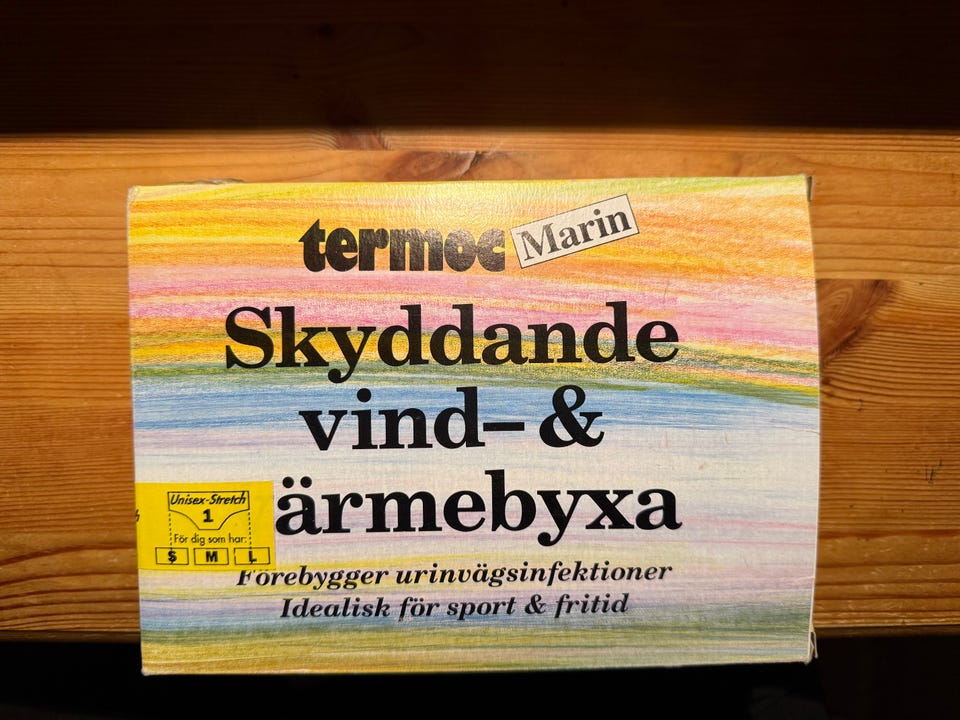 termoc Marin
Skyddande
vind- &
ärmebyxa
Unisex-Stretch
1
För dig som har:
S M L
Förebygger urinvägsinfektioner
Idealisk för sport & fritid